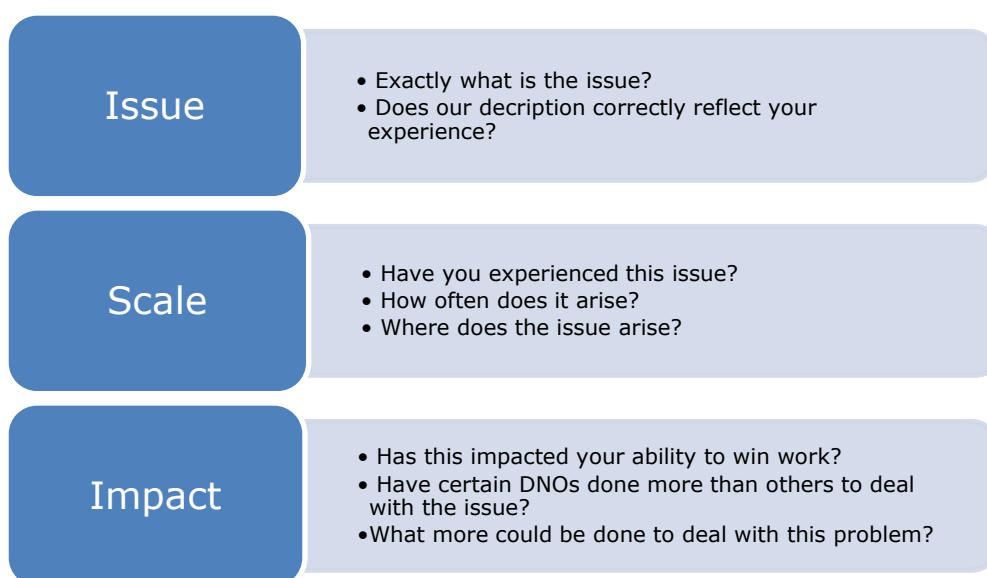 Issue
• Exactly what is the issue?
• Does our decription correctly reflect your
experience?
Scale
• Have you experienced this issue?
• How often does it arise?
• Where does the issue arise?
Impact
• Has this impacted your ability to win work?
• Have certain DNOs done more than others to deal
with the issue?
•What more could be done to deal with this problem?